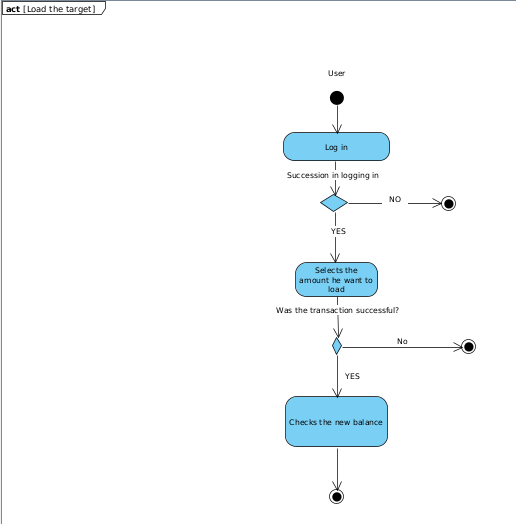 act [Load the target]
User
Log in
Succession in logging in
NO
YES
Selects the
amount he want to
load
Was the transaction successful?
No
YES
Checks the new balance